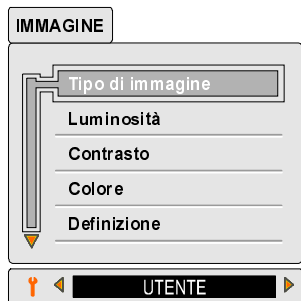 IMMAGINE
Tipo di immagine
Luminosità
Contrasto
Colore
Definizione
UTENTE